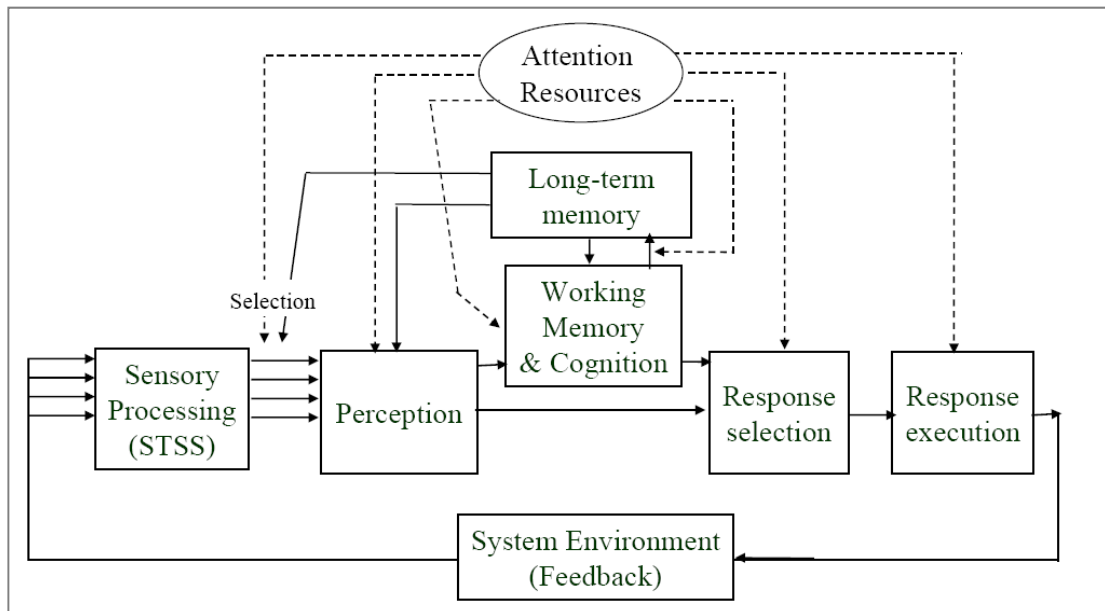 Attention
Resources
Long-term
memory
Selection
Working
Memory
& Cognition
Sensory
Processing
(STSS)
Perception
Response
selection
Response
execution
System Environment
(Feedback)